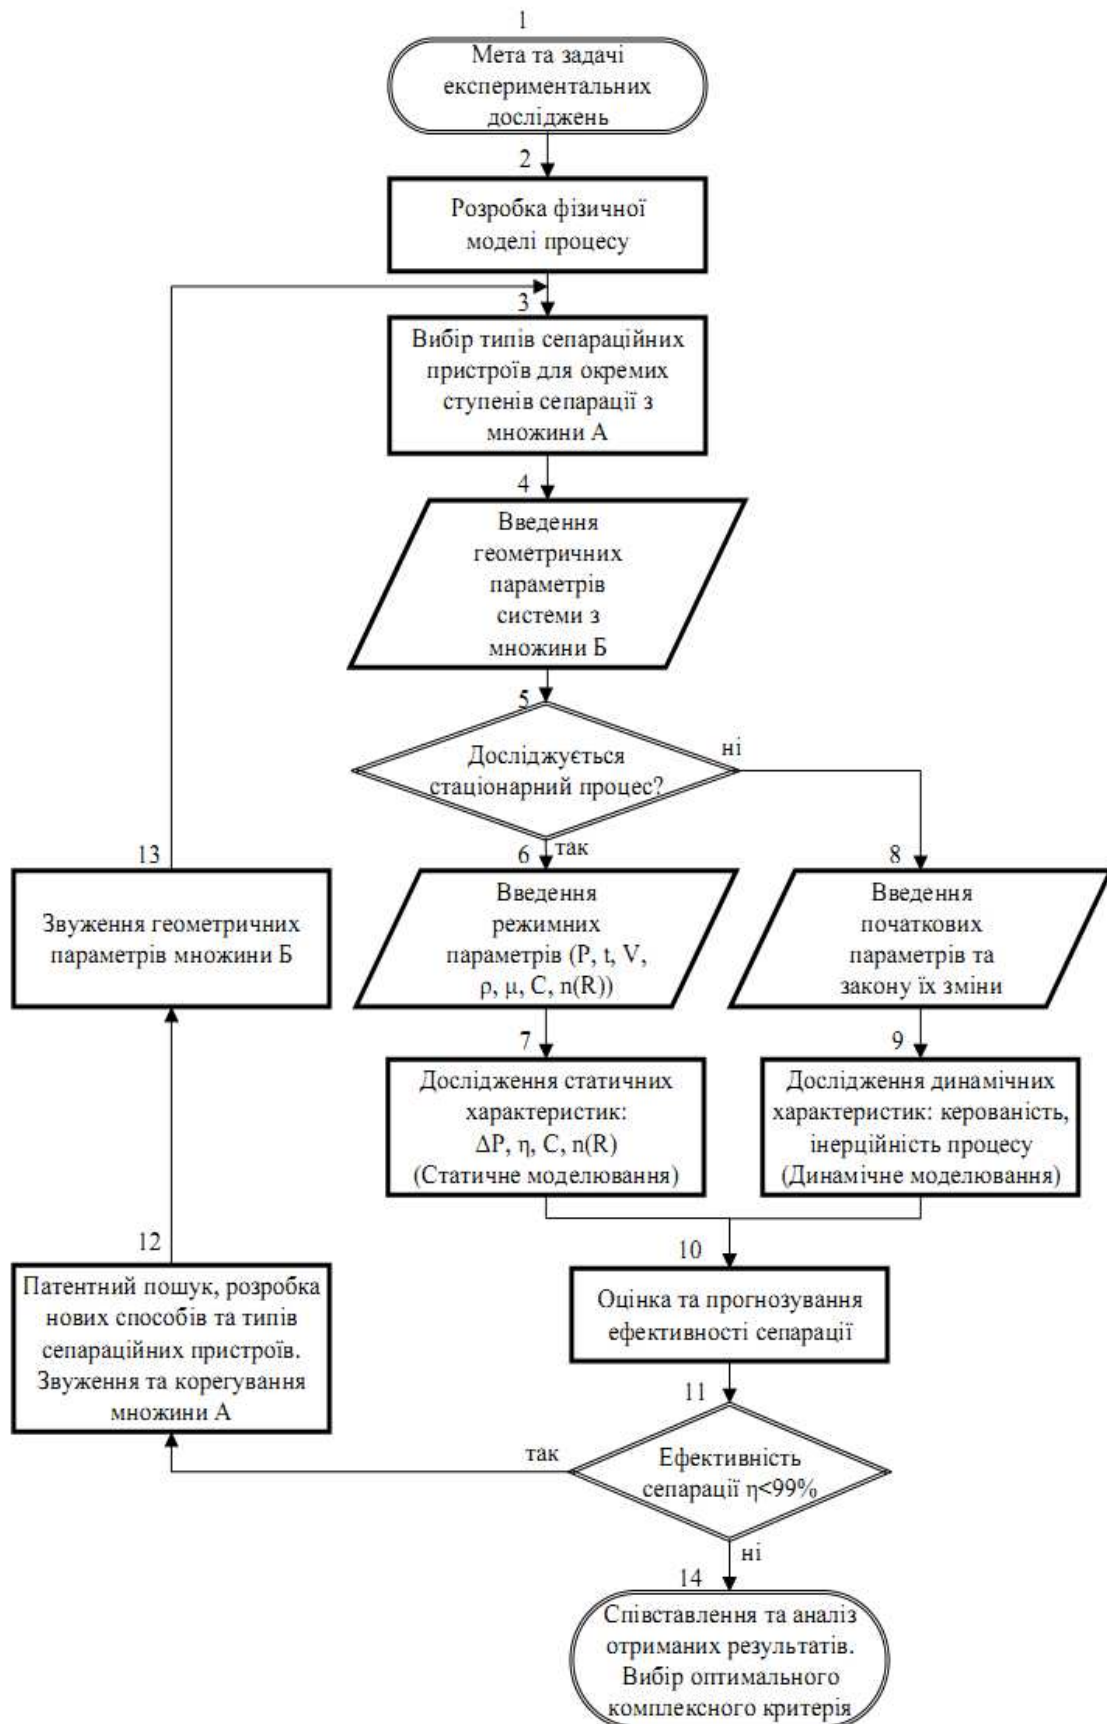 1
Мета та задачі
експериментальних
досліджень
2
Розробка фізичної
моделі процесу
3
Вибір типів сепараційних
пристроїв для окремих
ступенів сепарації з
множини А
4
Введення
геометричних
параметрів
системи з
множини Б
5
Досліджується
стаціонарний процес?
ні
так
6
Введення
режимних
параметрів (P, t, V,
ρ, μ, C, n(R))
8
Введення
початкових
параметрів та
закону їх зміни
7
Дослідження статичних
характеристик:
ΔP, η, C, n(R)
(Статичне моделювання)
9
Дослідження динамічних
характеристик: керованість,
інерційність процесу
(Динамічне моделювання)
10
Оцінка та прогнозування
ефективності сепарації
11
Ефективність
сепарації η<99%
так
ні
12
Патентний пошук, розробка
нових способів та типів
сепараційних пристроїв.
Звуження та корегування
множини А
13
Звуження геометричних
параметрів множини Б
14
Співставлення та аналіз
отриманих результатів.
Вибір оптимального
комплексного критерія